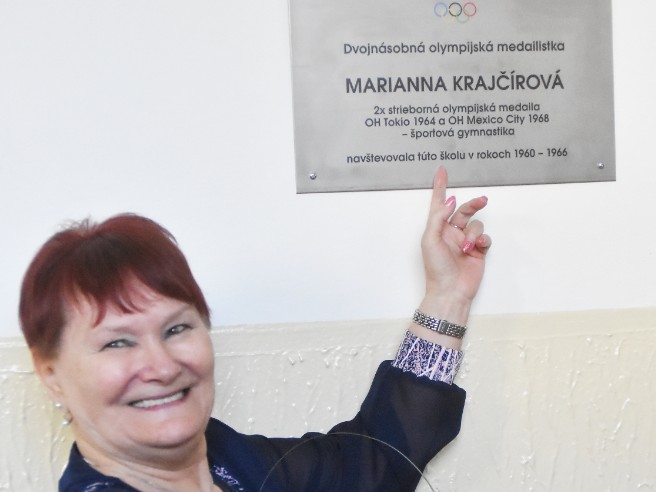 Dvojnásobná olympijská medailistka
MARIANNA KRAJČÍROVÁ
2x strieborná olympijská medaila
OH Tokio 1964 a OH Mexico City 1968
– športová gymnastika
navštevovala túto školu v rokoch 1960 – 1966